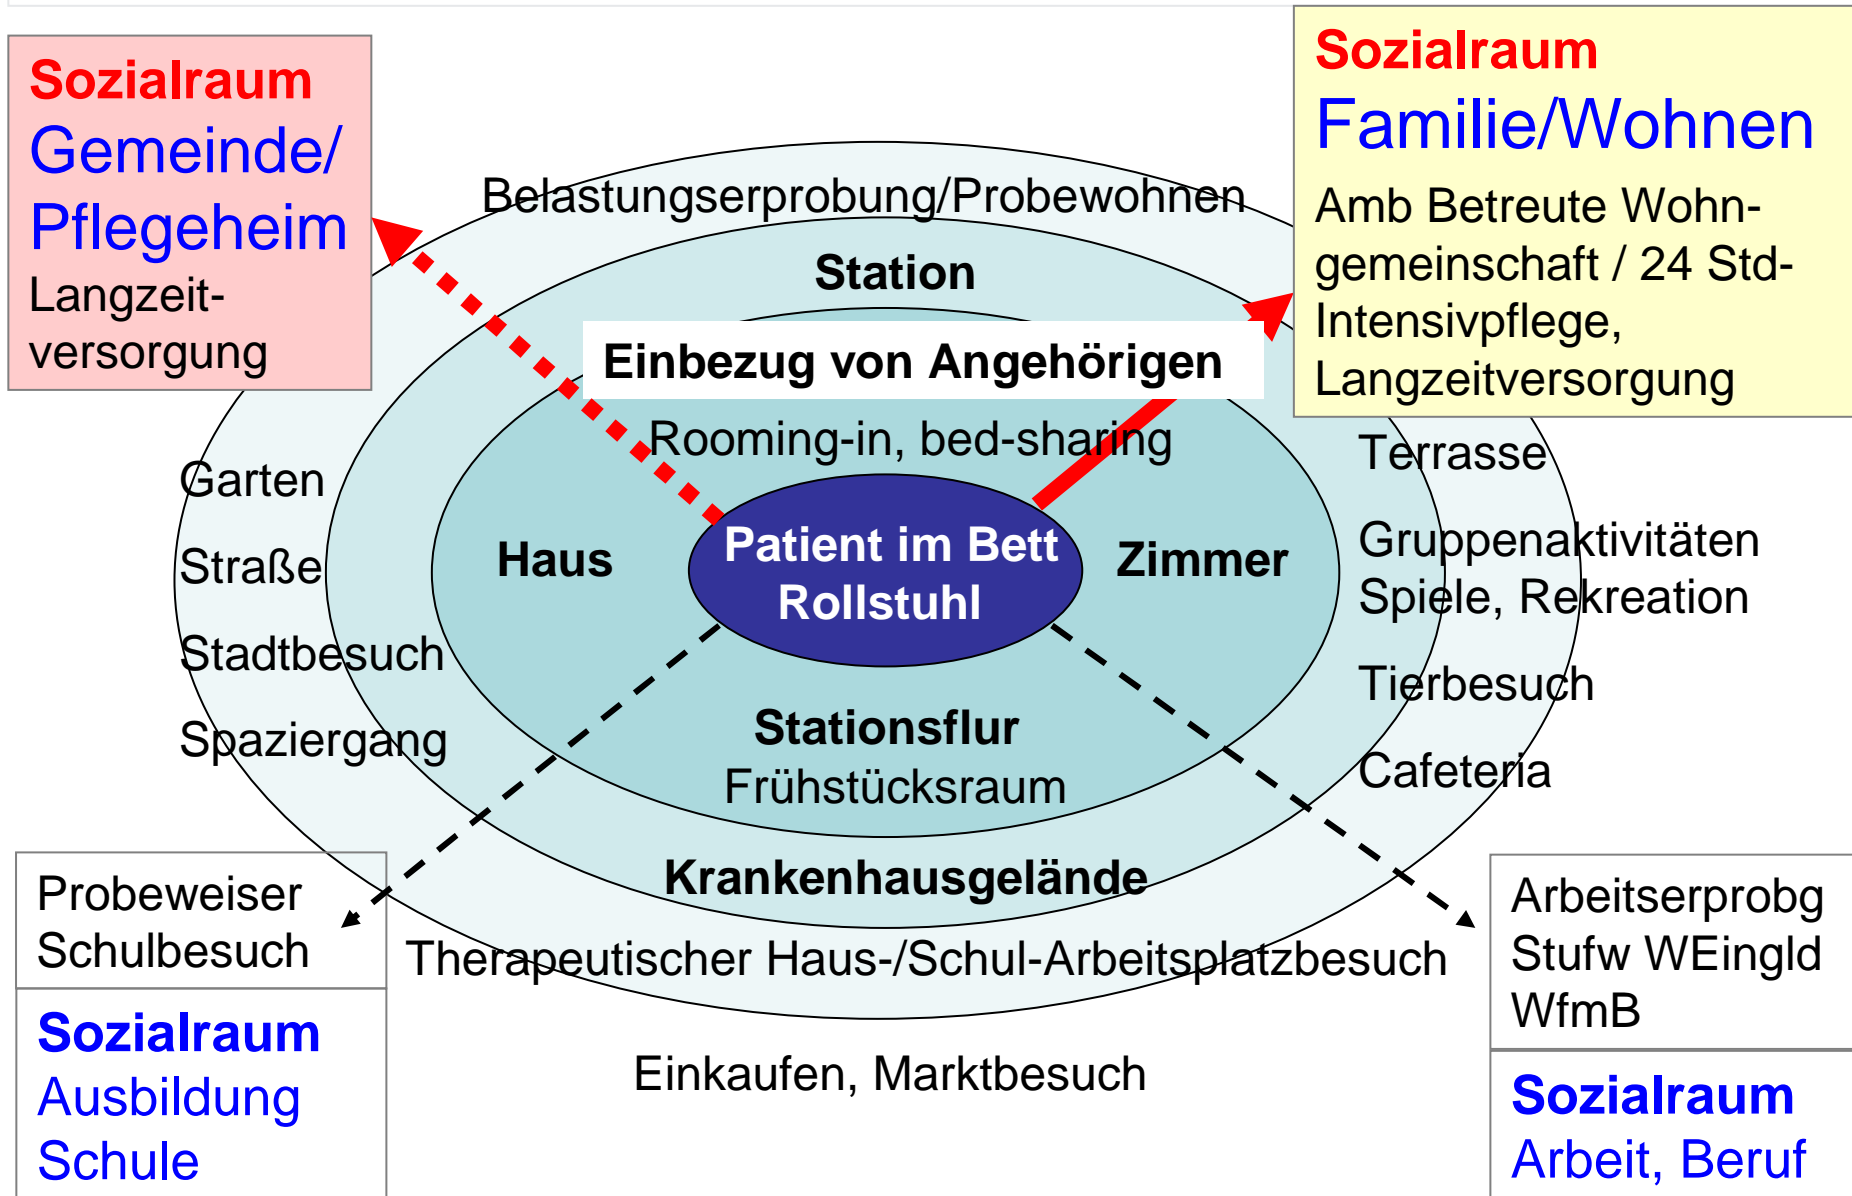 Sozialraum
Gemeinde/
Pflegeheim
Langzeit-
versorgung
Sozialraum
Familie/Wohnen
Amb Betreute Wohn-
gemeinschaft / 24 Std-
Intensivpflege,
Langzeitversorgung
Belastungserprobung/Probewohnen
Station
Einbezug von Angehörigen
Rooming-in, bed-sharing
Garten
Straße
Stadtbesuch
Spaziergang
Haus
Patient im Bett
Rollstuhl
Zimmer
Terrasse
Gruppenaktivitäten
Spiele, Rekreation
Tierbesuch
Cafeteria
Stationsflur
Frühstücksraum
Krankenhausgelände
Therapeutischer Haus-/Schul-Arbeitsplatzbesuch
Einkaufen, Marktbesuch
Probeweiser
Schulbesuch
Sozialraum
Ausbildung
Schule
Arbeitserprobg
Stufw WEingld
WfmB
Sozialraum
Arbeit, Beruf